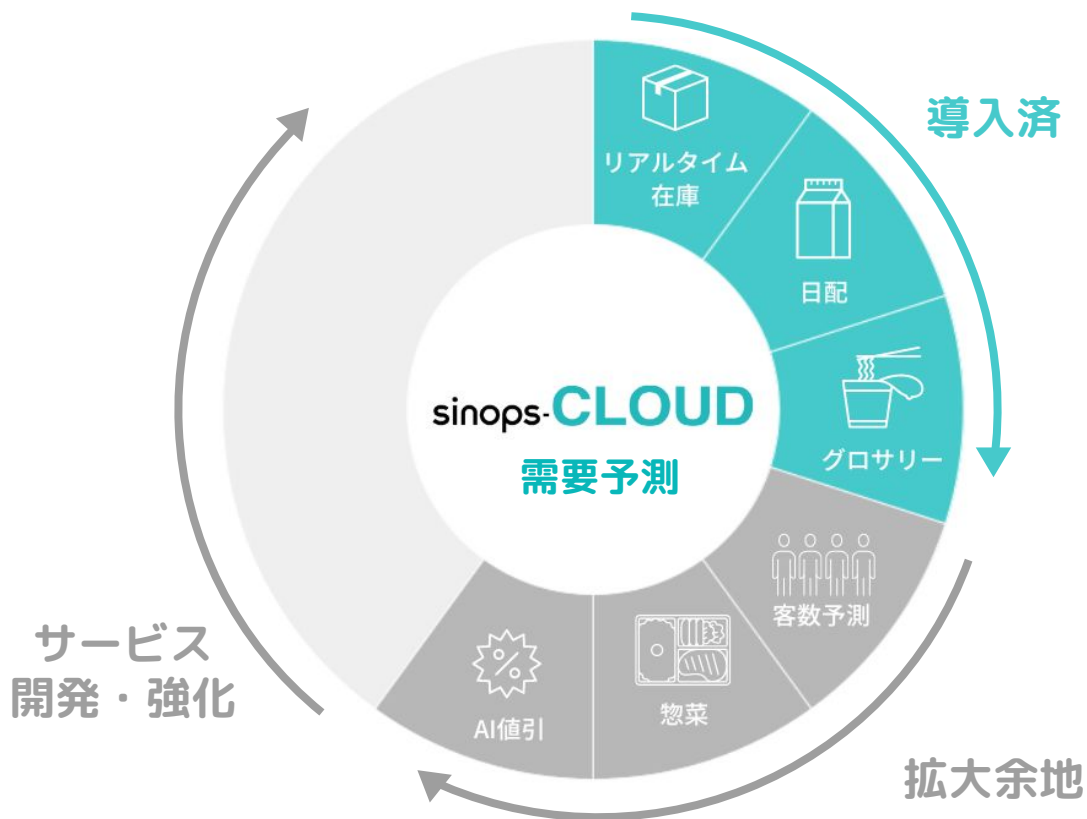 導入済
リアルタイム
在庫
日配
グロサリー
sinops-CLOUD
需要予測
客数予測
惣菜
AI値引
サービス
開発・強化
拡大余地